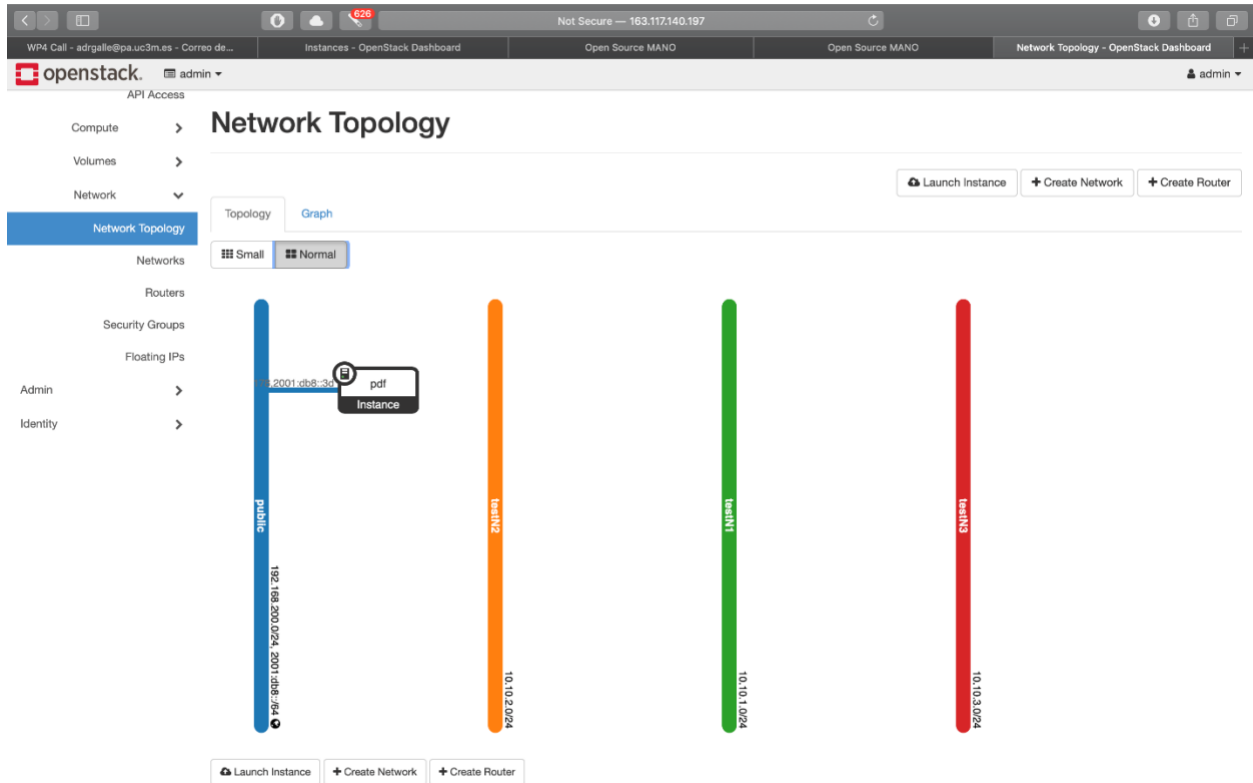 626
Not Secure — 163.117.140.197
WP4 Call - adrgalle@pa.uc3m.es - Correo de...
Instances - OpenStack Dashboard
Open Source MANO
Open Source MANO
Network Topology - OpenStack Dashboard
openstack. admin
admin
API Access
Compute
Volumes
Network
Network Topology
Networks
Routers
Security Groups
Floating IPs
Admin
Identity
Network Topology
Launch Instance
+ Create Network
+ Create Router
Topology
Graph
Small
Normal
2001:db8::3d
pdf
Instance
public
192.168.200.0/24, 2001:db8::/64
testN2
10.10.2.0/24
testN1
10.10.1.0/24
testN3
10.10.3.0/24
Launch Instance
+ Create Network
+ Create Router